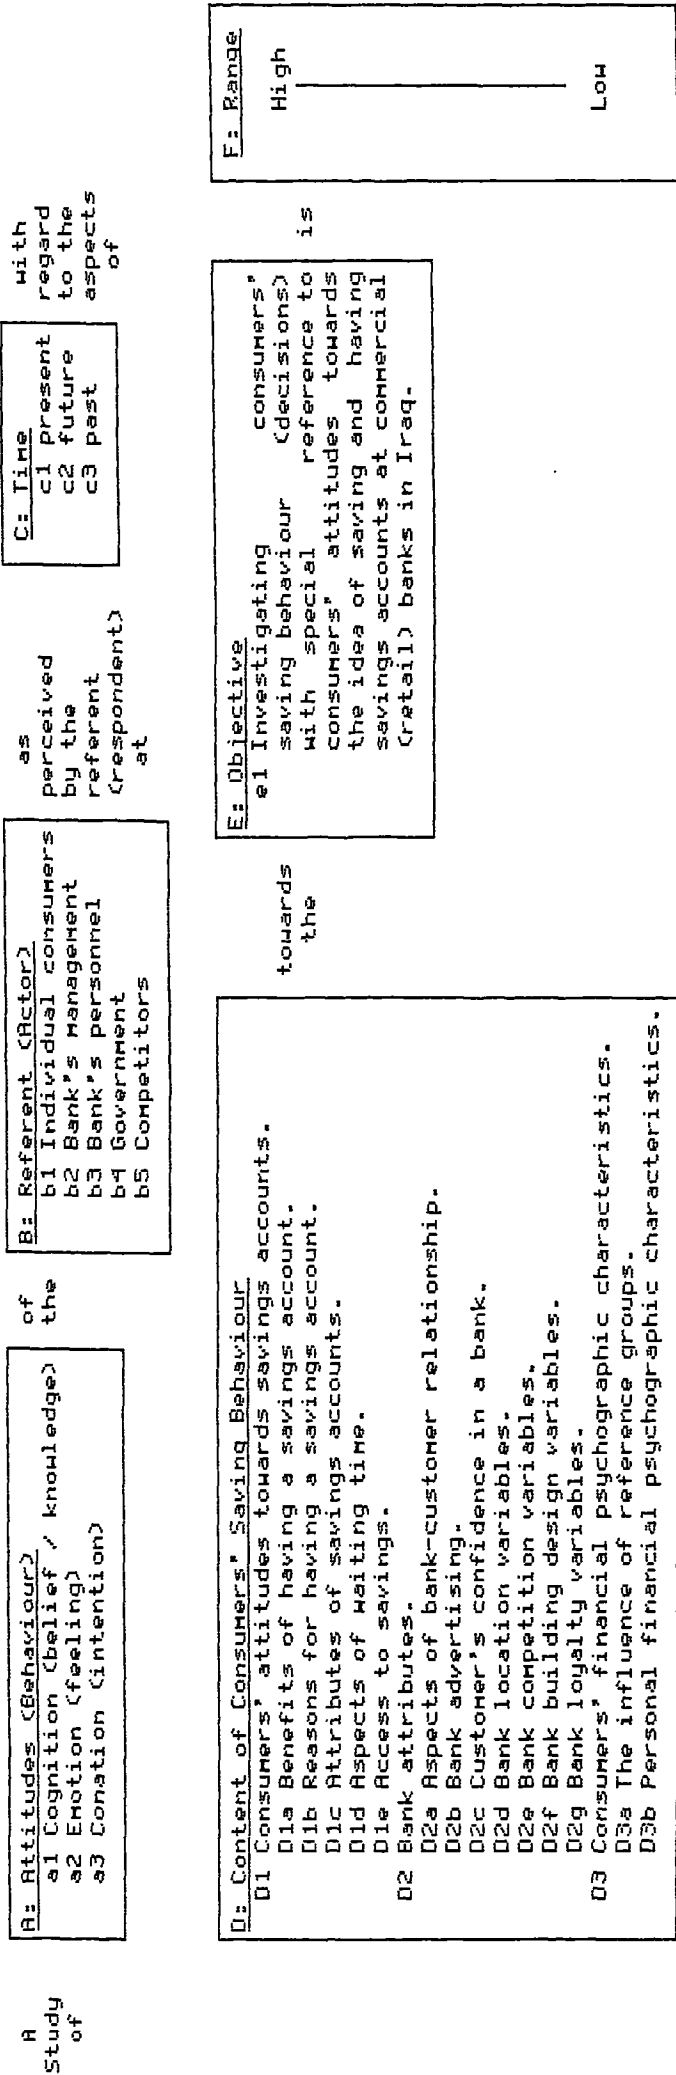 A
Study
of
A: Attitudes (Behaviour)
a1 Cognition (belief / knowledge)
a2 Emotion (feeling)
a3 Conation (intention)
of
the
B: Referent (Actor)
b1 Individual consumers
b2 Bank's management
b3 Bank's personnel
b4 Government
b5 Competitors
as
perceived
by the
referent
(respondent)
at
C: Time
c1 present
c2 future
c3 past
with
regard
to the
aspects
of
D: Content of Consumers' Saving Behaviour
D1 Consumers' attitudes towards savings accounts.
D1a Benefits of having a savings account.
D1b Reasons for having a savings account.
D1c Attributes of savings accounts.
D1d Aspects of waiting time.
D1e Access to savings.
D2 Bank attributes.
D2a Aspects of bank-customer relationship.
D2b Bank advertising.
D2c Customer's confidence in a bank.
D2d Bank location variables.
D2e Bank competition variables.
D2f Bank building design variables.
D2g Bank loyalty variables.
D3 Consumers' financial psychographic characteristics.
D3a The influence of reference groups.
D3b Personal financial psychographic characteristics.
towards
the
E: Objective
e1 Investigating consumers'
saving behaviour (decisions)
with special reference to
consumers' attitudes towards
the idea of saving and having
savings accounts at commercial
(retail) banks in Iraq.
is
F: Range
High
Low